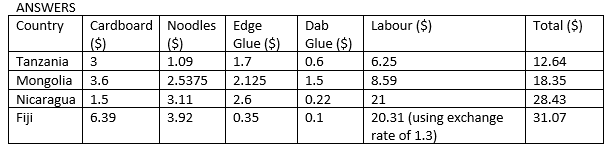 ANSWERS
Country Cardboard ($) Noodles ($) Edge Glue ($) Dab Glue ($) Labour ($) Total ($)
Tanzania 3 1.09 1.7 0.6 6.25 12.64
Mongolia 3.6 2.5375 2.125 1.5 8.59 18.35
Nicaragua 1.5 3.11 2.6 0.22 21 28.43
Fiji 6.39 3.92 0.35 0.1 20.31 (using exchange rate of 1.3) 31.07